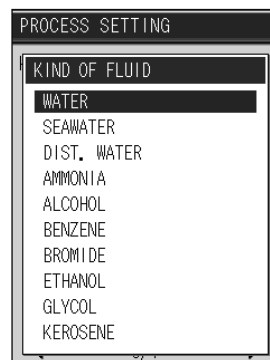 PROCESS SETTING
KIND OF FLUID
WATER
SEAWATER
DIST. WATER
AMMONIA
ALCOHOL
BENZENE
BROMIDE
ETHANOL
GLYCOL
KEROSENE